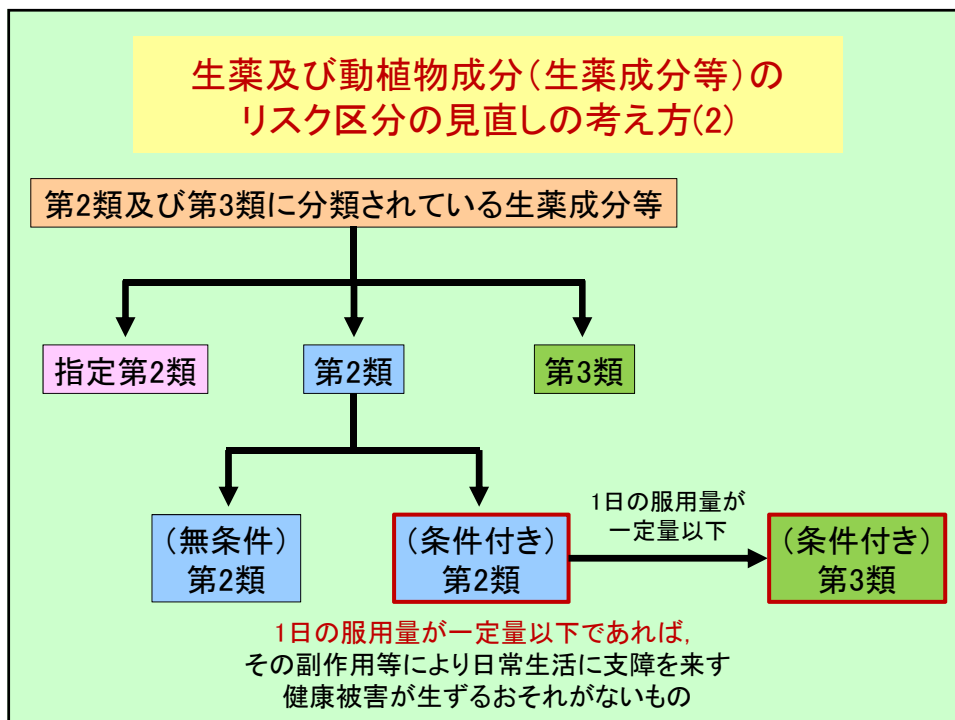 生薬及び動植物成分(生薬成分等)の
リスク区分の見直しの考え方(2)
第2類及び第3類に分類されている生薬成分等
指定第2類
第2類
第3類
(無条件)
第2類
(条件付き)
第2類
1日の服用量が
一定量以下
(条件付き)
第3類
1日の服用量が一定量以下であれば,
その副作用等により日常生活に支障を来す
健康被害が生ずるおそれがないもの